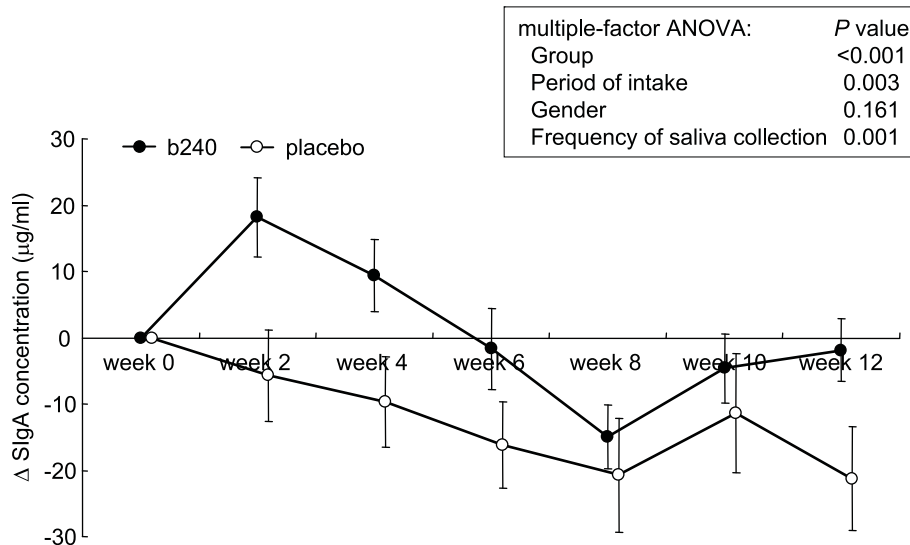 multiple-factor ANOVA: P value
Group <0.001
Period of intake 0.003
Gender 0.161
Frequency of saliva collection 0.001
b240 placebo
Δ SIgA concentration (μg/ml)
30
20
10
0
-10
-20
-30
week 0 week 2 week 4 week 6 week 8 week 10 week 12